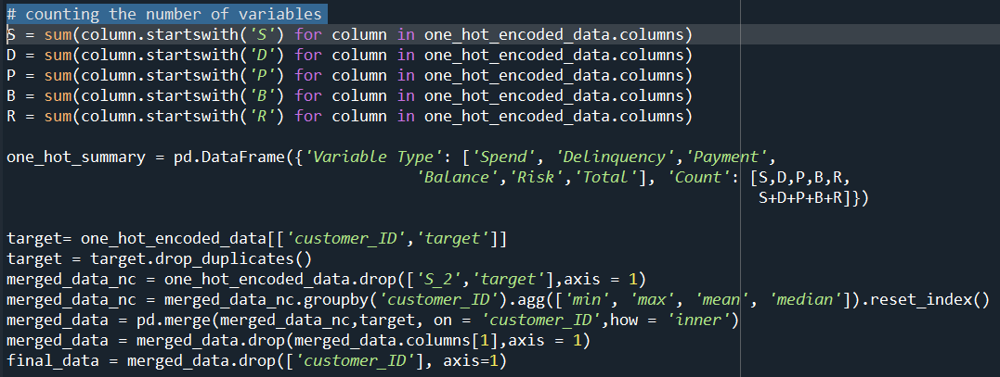 # counting the number of variables
S = sum(column.startswith('S') for column in one_hot_encoded_data.columns)
D = sum(column.startswith('D') for column in one_hot_encoded_data.columns)
P = sum(column.startswith('P') for column in one_hot_encoded_data.columns)
B = sum(column.startswith('B') for column in one_hot_encoded_data.columns)
R = sum(column.startswith('R') for column in one_hot_encoded_data.columns)
one_hot_summary = pd.DataFrame({'Variable Type': ['Spend', 'Delinquency','Payment',
'Balance','Risk','Total'], 'Count': [S,D,P,B,R,
S+D+P+B+R]})
target= one_hot_encoded_data[['customer_ID','target']]
target = target.drop_duplicates()
merged_data_nc = one_hot_encoded_data.drop(['S_2','target'],axis = 1)
merged_data_nc = merged_data_nc.groupby('customer_ID').agg(['min', 'max', 'mean', 'median']).reset_index()
merged_data = pd.merge(merged_data_nc,target, on = 'customer_ID',how = 'inner')
merged_data = merged_data.drop(merged_data.columns[1],axis = 1)
final_data = merged_data.drop(['customer_ID'], axis=1)